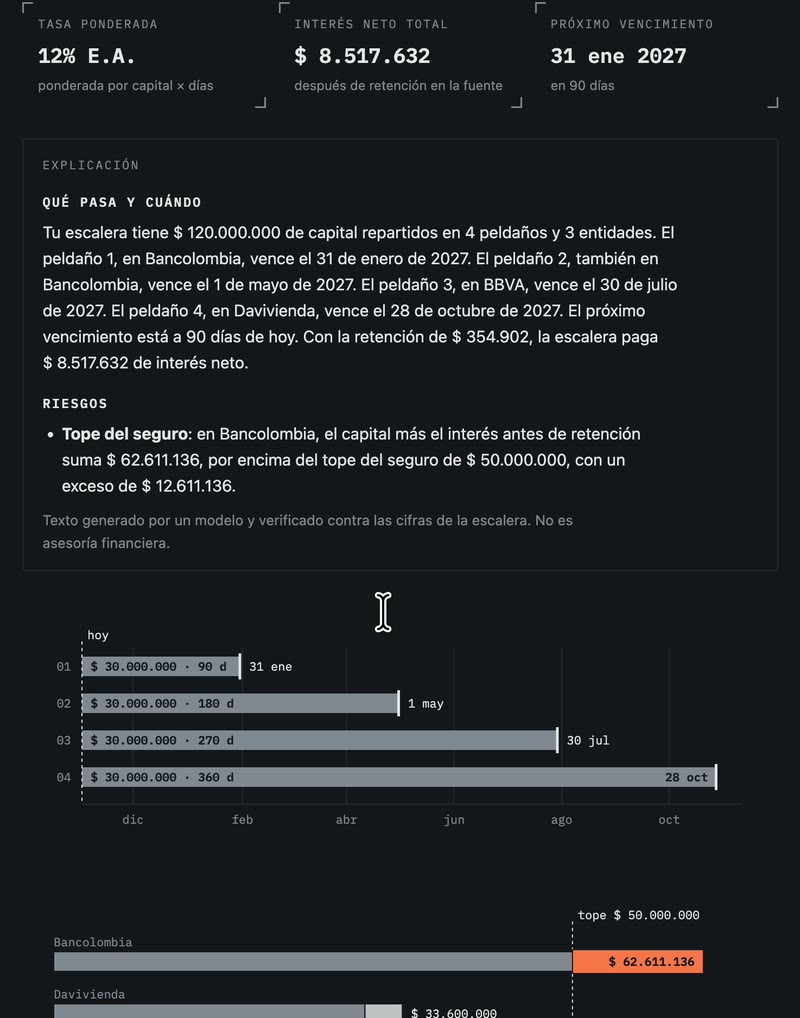 TASA PONDERADA
12% E.A.
ponderada por capital × días
INTERÉS NETO TOTAL
$ 8.517.632
después de retención en la fuente
PRÓXIMO VENCIMIENTO
31 ene 2027
en 90 días
EXPLICACIÓN
QUÉ PASA Y CUÁNDO
Tu escalera tiene $ 120.000.000 de capital repartidos en 4 peldaños y 3 entidades. El
peldaño 1, en Bancolombia, vence el 31 de enero de 2027. El peldaño 2, también en
Bancolombia, vence el 1 de mayo de 2027. El peldaño 3, en BBVA, vence el 30 de julio
de 2027. El peldaño 4, en Davivienda, vence el 28 de octubre de 2027. El próximo
vencimiento está a 90 días de hoy. Con la retención de $ 354.902, la escalera paga
$ 8.517.632 de interés neto.
RIESGOS
• Tope del seguro: en Bancolombia, el capital más el interés antes de retención
suma $ 62.611.136, por encima del tope del seguro de $ 50.000.000, con un
exceso de $ 12.611.136.
Texto generado por un modelo y verificado contra las cifras de la escalera. No es
asesoría financiera.
hoy
01 $ 30.000.000 · 90 d 31 ene
02 $ 30.000.000 · 180 d 1 may
03 $ 30.000.000 · 270 d 30 jul
04 $ 30.000.000 · 360 d 28 oct
dic feb abr jun ago oct
tope $ 50.000.000
Bancolombia
$ 62.611.136
Davivienda
$ 33.600.000